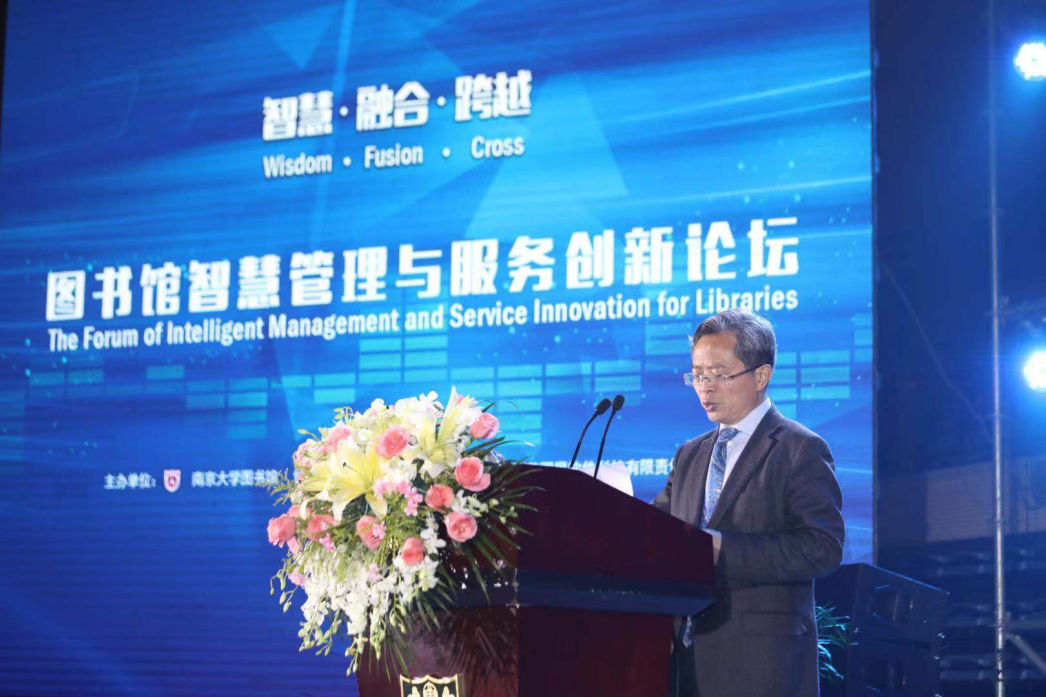 智慧·融合·跨越
Wisdom · Fusion · Cross
图书馆智慧管理与服务创新论坛
The Forum of Intelligent Management and Service Innovation for Libraries
主办单位： 南京大学图书馆
有限责